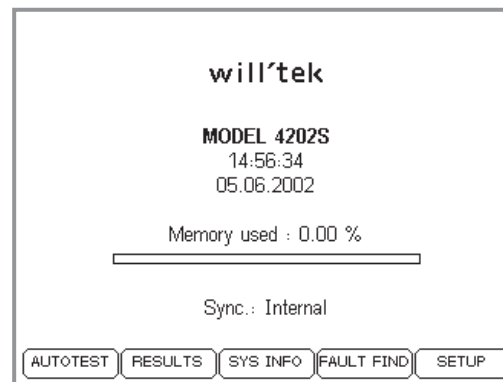 will'tek
MODEL 4202S
14:56:34
05.06.2002
Memory used : 0.00 %
Sync.: Internal
AUTOTEST RESULTS SYS INFO FAULT FIND SETUP